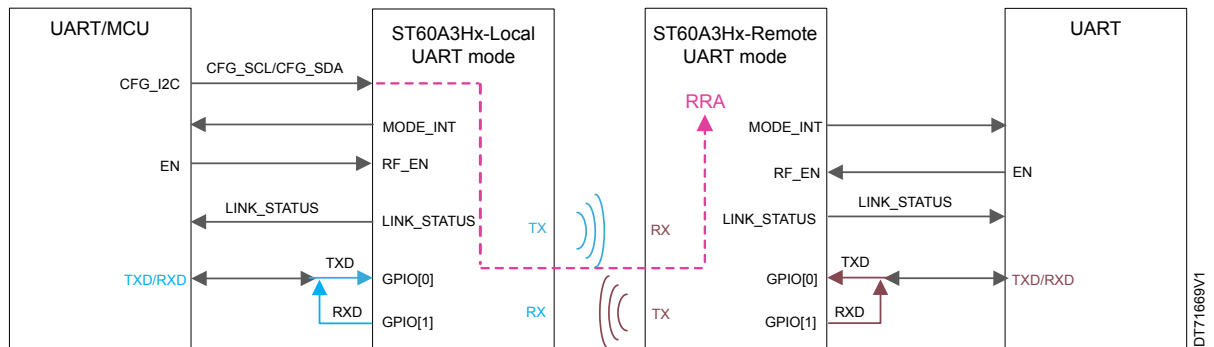 UART/MCU
ST60A3Hx-Local
UART mode
ST60A3Hx-Remote
UART mode
UART
CFG_I2C
CFG_SCL/CFG_SDA
RRA
MODE_INT
MODE_INT
EN
RF_EN
RF_EN
EN
LINK_STATUS
LINK_STATUS
TX
RX
LINK_STATUS
LINK_STATUS
TXD/RXD
TXD
GPIO[0]
GPIO[0]
TXD
TXD/RXD
RXD
GPIO[1]
RX
TX
GPIO[1]
RXD
DT71669V1